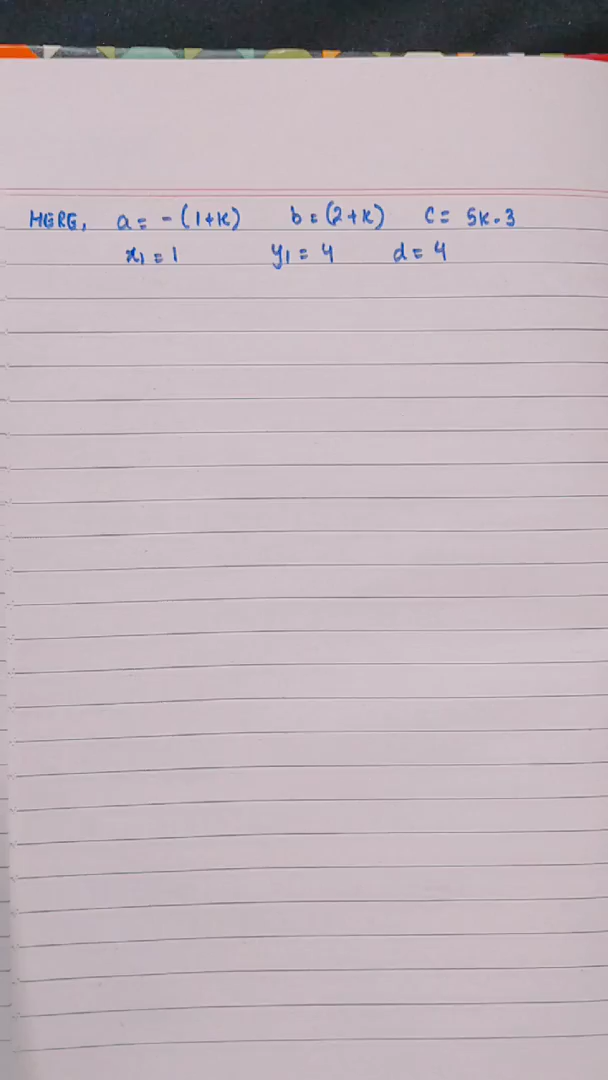 HERE, a = - (1+k) b = (2+k) c = 5k-3
x₁ = 1 y₁ = 4 d = 4